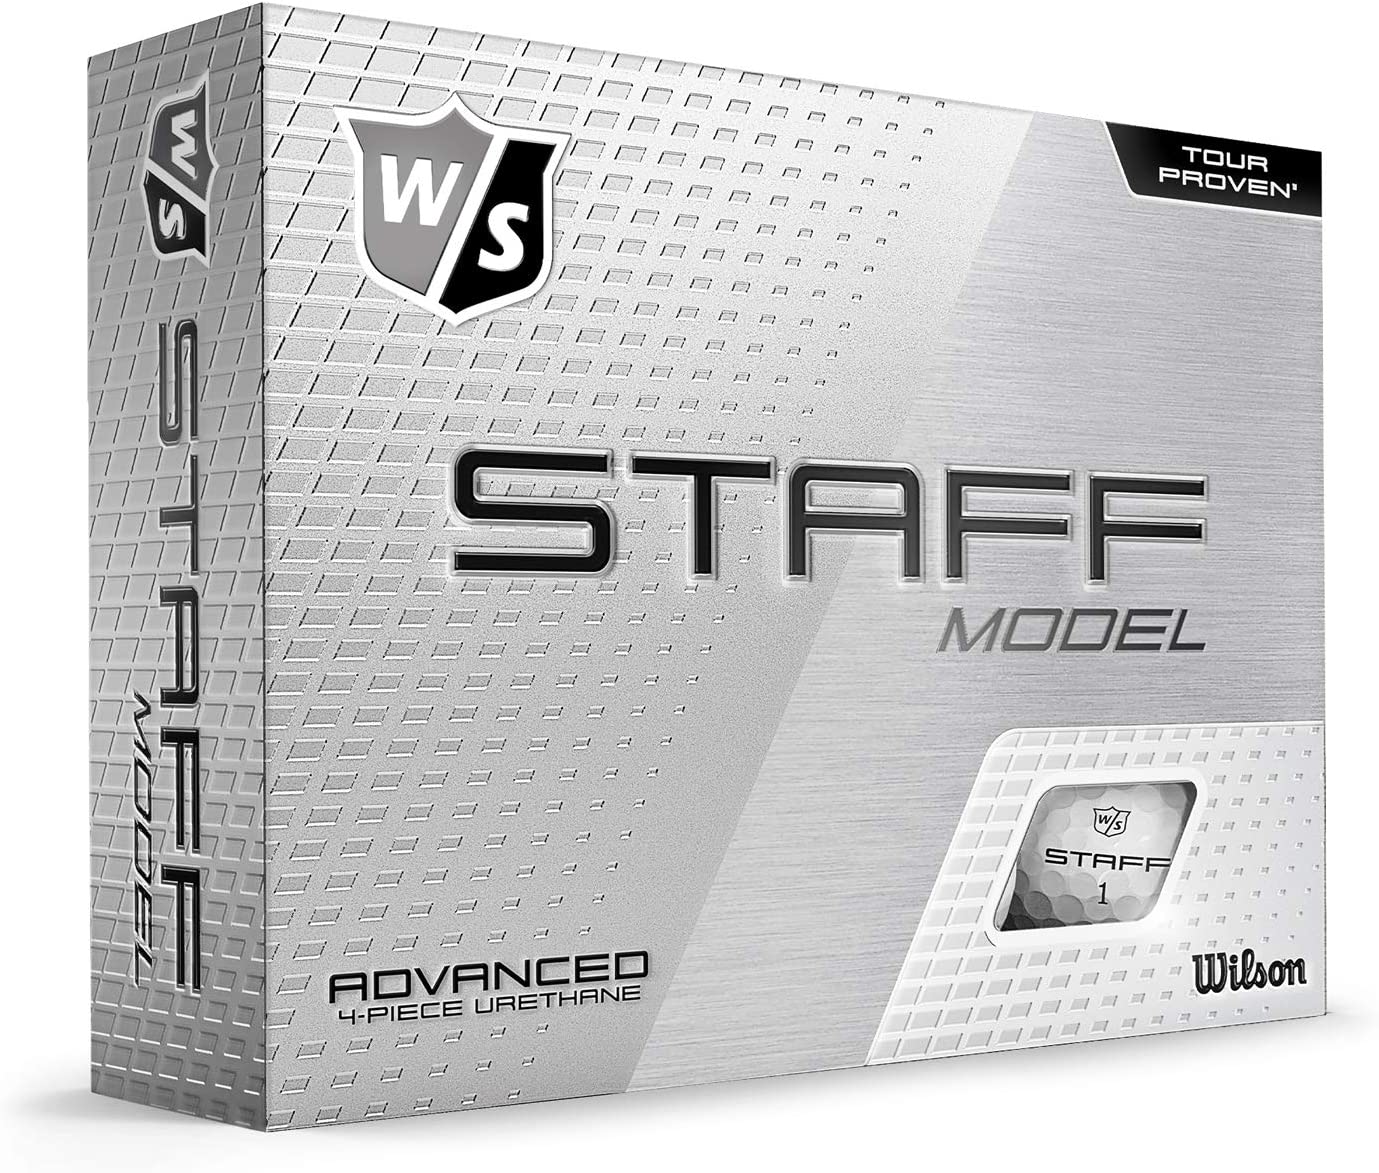 W/S
STAFF
MODEL
W/S
TOUR
PROVEN"
STAFF
MODEL
W/S
STAFF
1
ADVANCED
4-PIECE URETHANE
Wilson